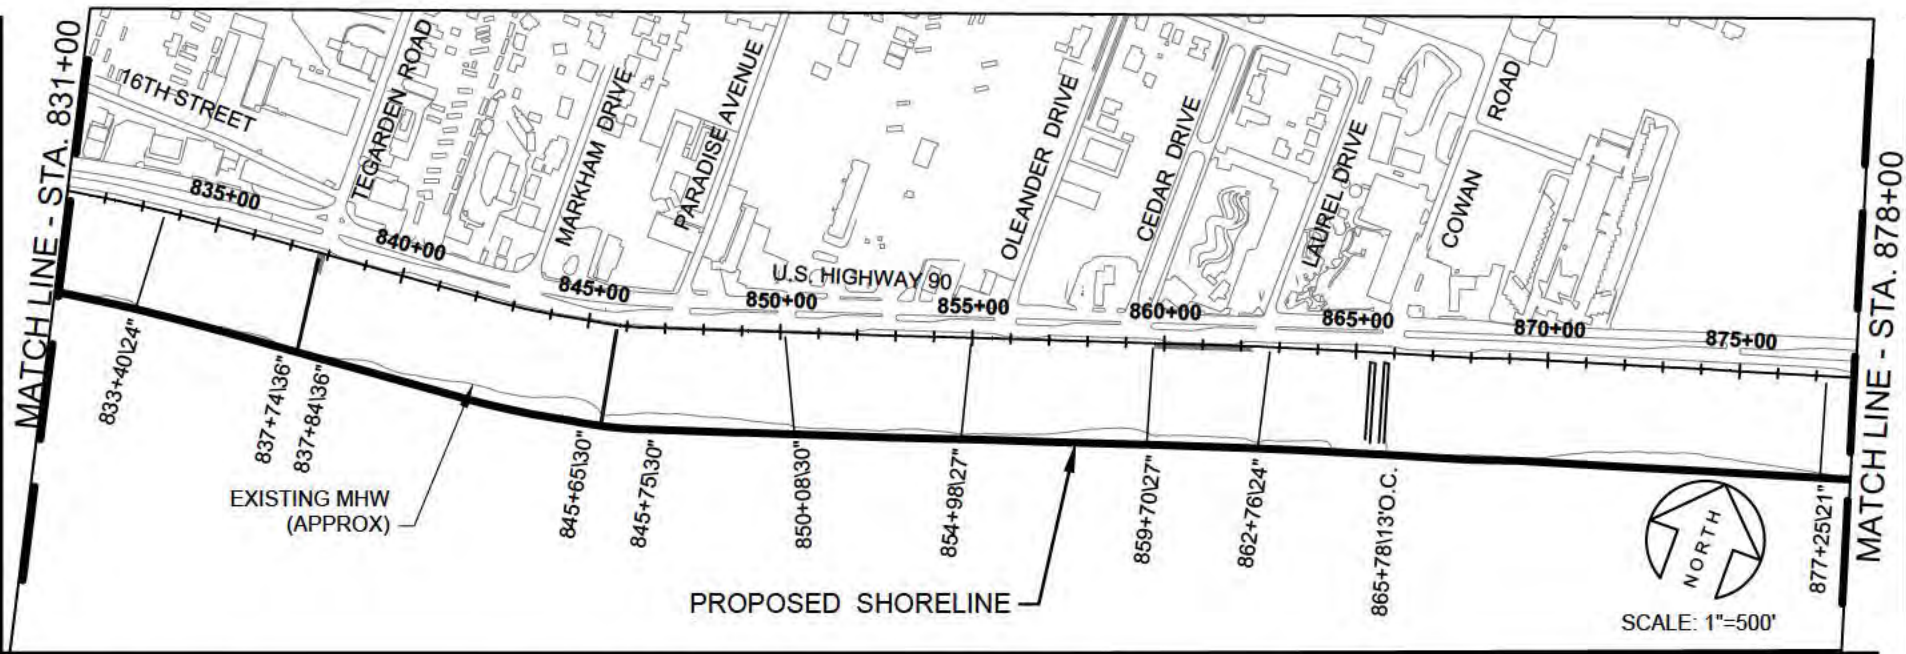 MATCH LINE - STA. 831+00
16TH STREET
TEGARDEN ROAD
MARKHAM DRIVE
PARADISE AVENUE
OLEANDER DRIVE
CEDAR DRIVE
LAUREL DRIVE
COWAN ROAD
MATCH LINE - STA. 878+00
U.S. HIGHWAY 90
835+00
840+00
845+00
850+00
855+00
860+00
865+00
870+00
875+00
833+40\24"
837+74\36"
837+84\36"
845+65\30"
845+75\30"
850+08\30"
854+98\27"
859+70\27"
862+76\24"
865+78\13'O.C.
877+25\21"
EXISTING MHW
(APPROX)
PROPOSED SHORELINE
NORTH
SCALE: 1"=500'